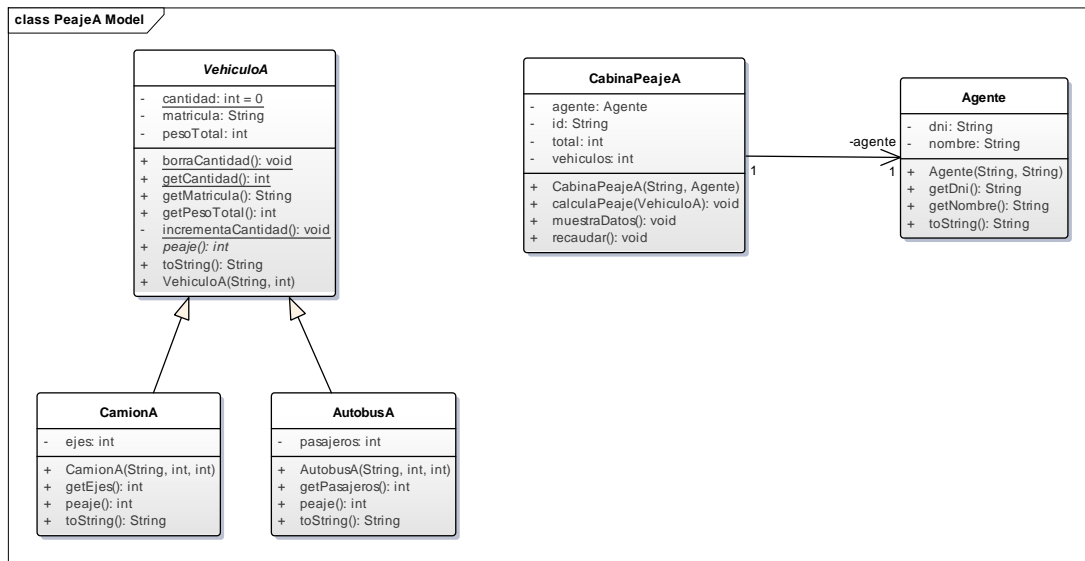 class PeajeA Model
VehiculoA
- cantidad: int = 0
- matricula: String
- pesoTotal: int
+ borraCantidad(): void
+ getCantidad(): int
+ getMatricula(): String
+ getPesoTotal(): int
- incrementaCantidad(): void
+ peaje(): int
+ toString(): String
+ VehiculoA(String, int)
CabinaPeajeA
- agente: Agente
- id: String
- total: int
- vehiculos: int
+ CabinaPeajeA(String, Agente)
+ calculaPeaje(VehiculoA): void
+ muestraDatos(): void
+ recaudar(): void
-agente
1
1
Agente
- dni: String
- nombre: String
+ Agente(String, String)
+ getDni(): String
+ getNombre(): String
+ toString(): String
CamionA
- ejes: int
+ CamionA(String, int, int)
+ getEjes(): int
+ peaje(): int
+ toString(): String
AutobusA
- pasajeros: int
+ AutobusA(String, int, int)
+ getPasajeros(): int
+ peaje(): int
+ toString(): String